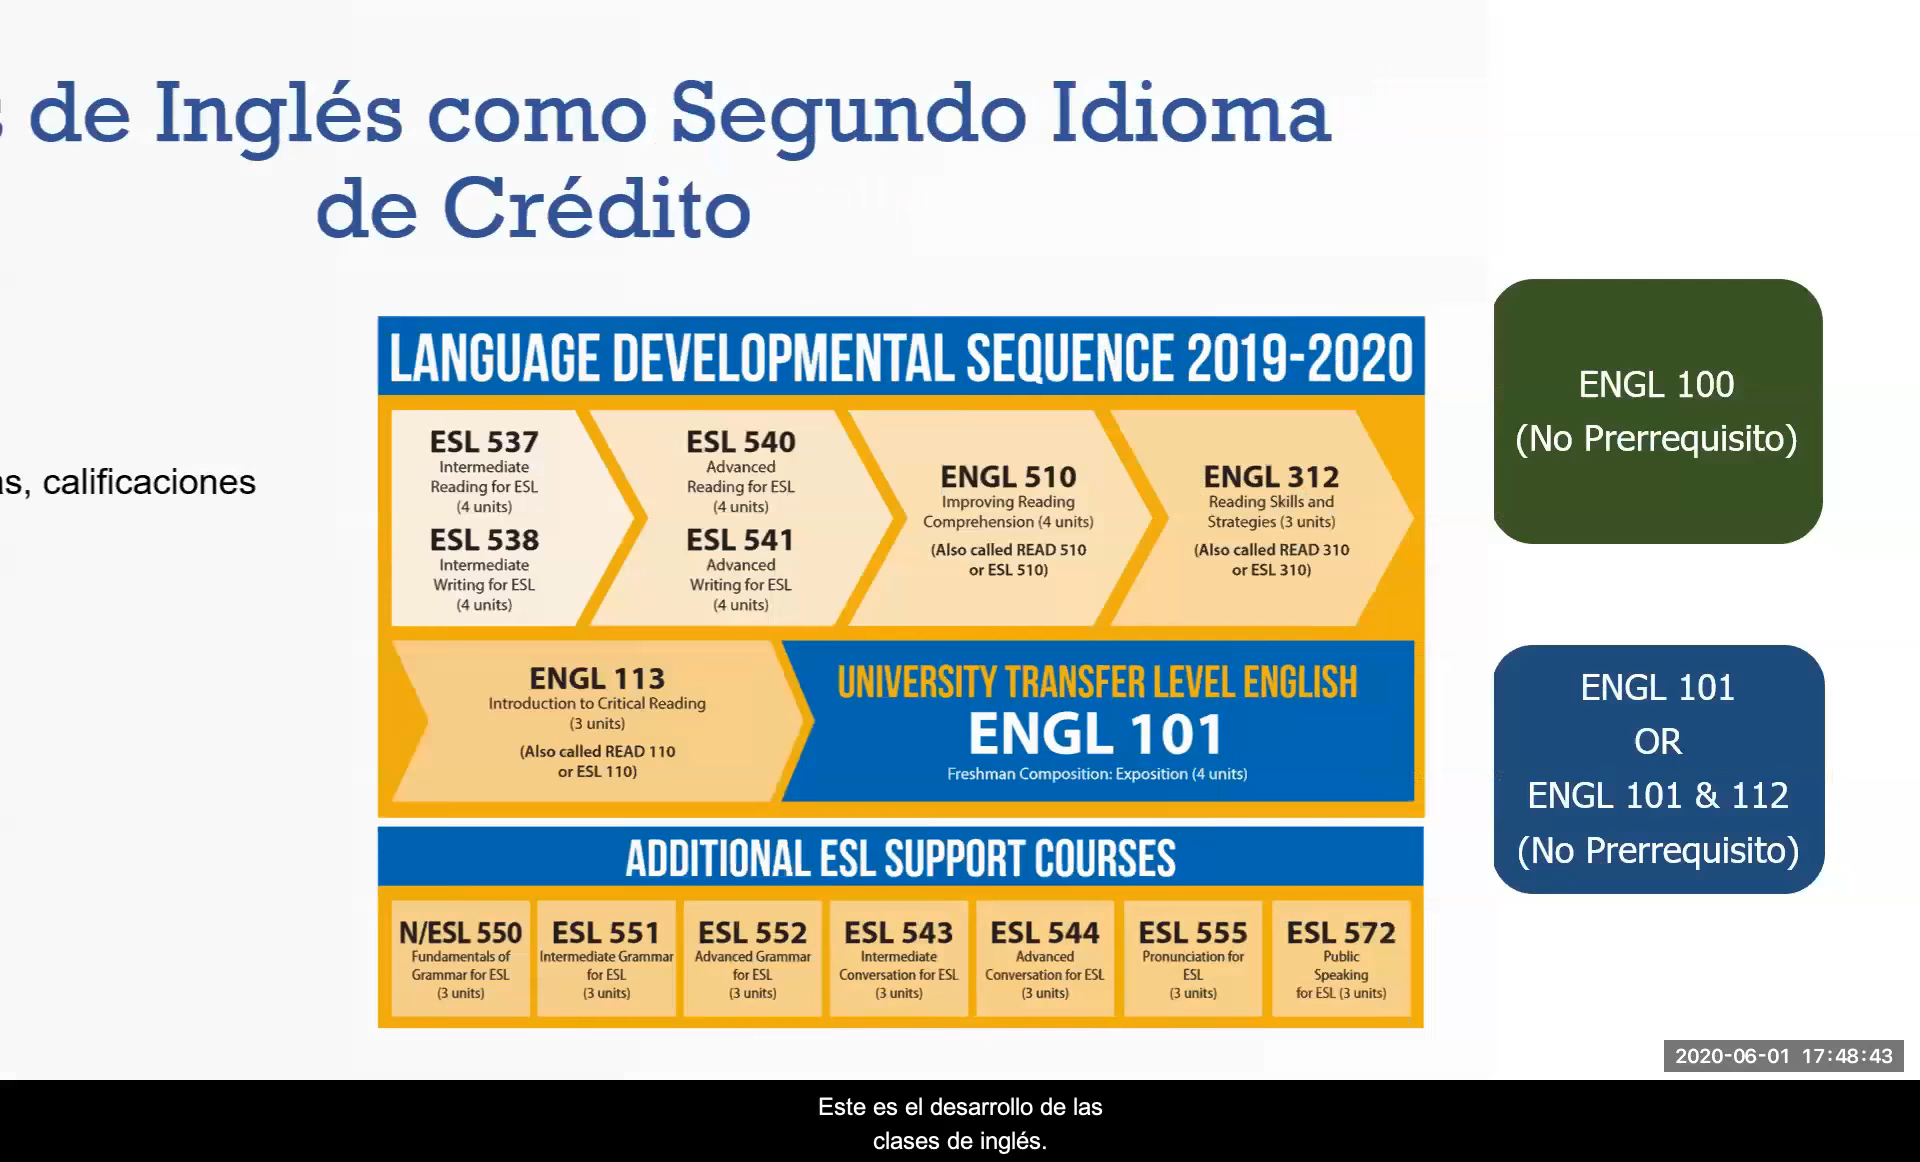 de Inglés como Segundo Idioma
de Crédito
calificaciones
LANGUAGE DEVELOPMENTAL SEQUENCE 2019-2020
ESL 537
Intermediate
Reading for ESL
(4 units)
ESL 538
Intermediate
Writing for ESL
(4 units)
ESL 540
Advanced
Reading for ESL
(4 units)
ESL 541
Advanced
Writing for ESL
(4 units)
ENGL 510
Improving Reading
Comprehension (4 units)
(Also called READ 510
or ESL 510)
ENGL 312
Reading Skills and
Strategies (3 units)
(Also called READ 310
or ESL 310)
ENGL 113
Introduction to Critical Reading
(3 units)
(Also called READ 110
or ESL 110)
UNIVERSITY TRANSFER LEVEL ENGLISH
ENGL 101
Freshman Composition: Exposition (4 units)
ADDITIONAL ESL SUPPORT COURSES
N/ESL 550
Fundamentals of
Grammar for ESL
(3 units)
ESL 551
Intermediate Grammar
for ESL
(3 units)
ESL 552
Advanced Grammar
for ESL
(3 units)
ESL 543
Intermediate
Conversation for ESL
(3 units)
ESL 544
Advanced
Conversation for ESL
(3 units)
ESL 555
Pronunciation for
ESL
(3 units)
ESL 572
Public
Speaking
for ESL (3 units)
ENGL 100
(No Prerrequisito)
ENGL 101
OR
ENGL 101 & 112
(No Prerrequisito)
2020-06-01 17:48:43
Este es el desarrollo de las
clases de inglés.